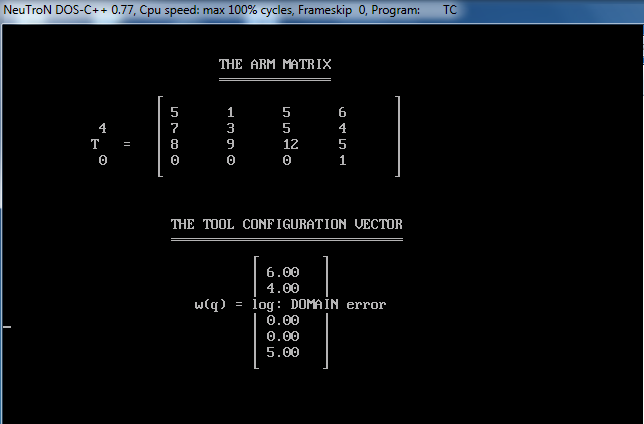 NeuTroN DOS-C++ 0.77, Cpu speed: max 100% cycles, Frameskip 0, Program: TC
THE ARM MATRIX
5 1 5 6
4 7 3 5 4
T = 8 9 12 5
0 0 0 0 1
THE TOOL CONFIGURATION VECTOR
6.00
4.00
w(q) = log: DOMAIN error
0.00
0.00
5.00